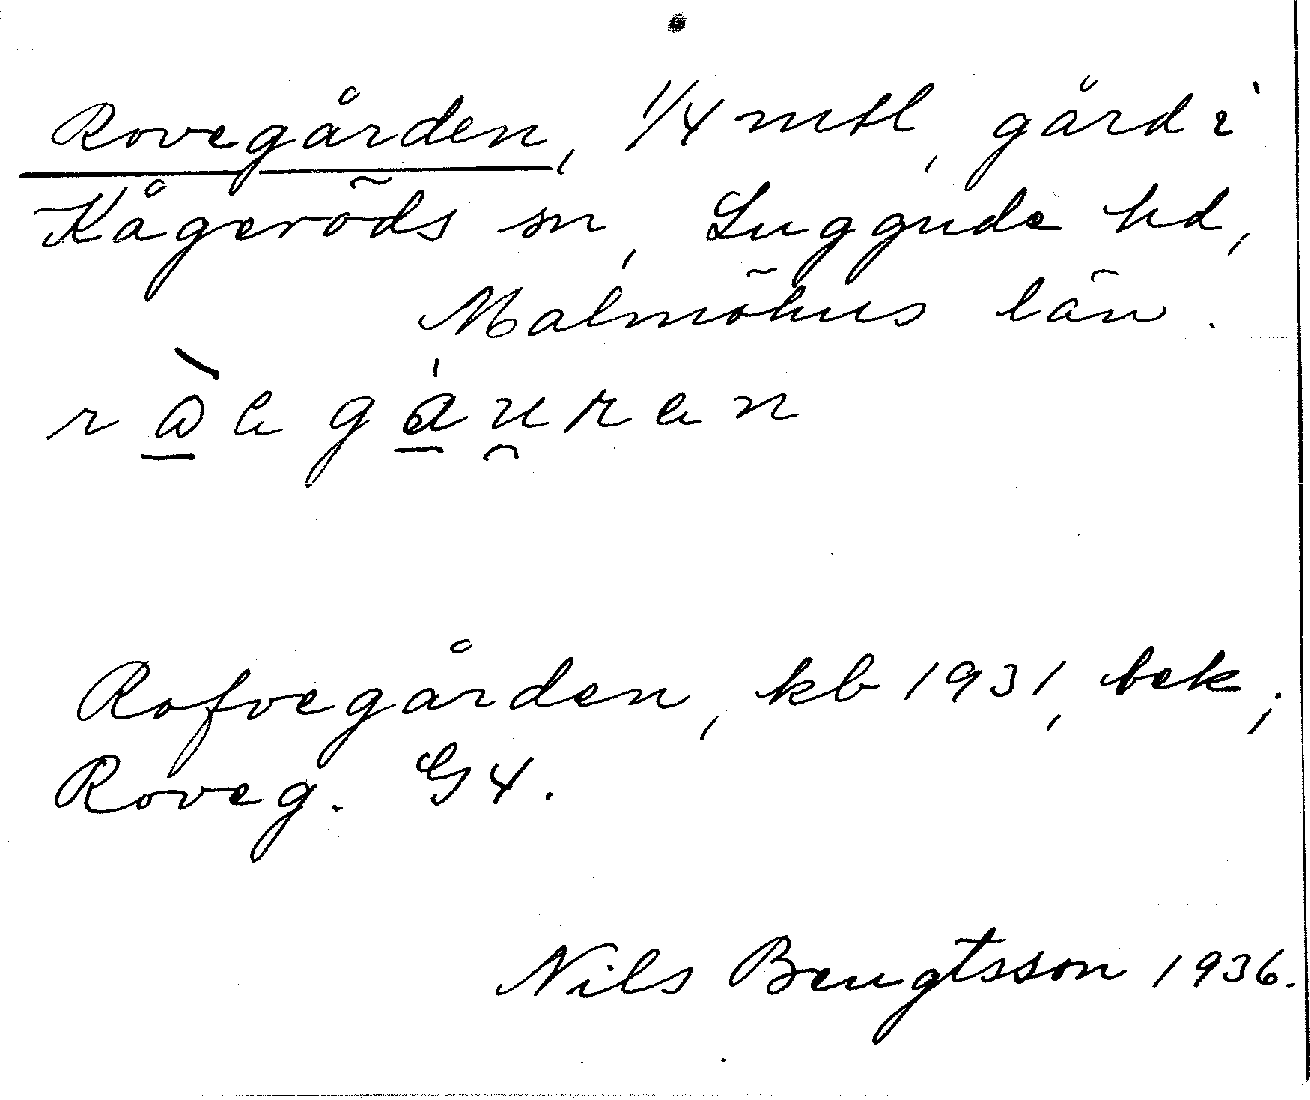 Rovegården, 1/4 mtl, gård i
Kågeröds sn, Luggude hd,
Malmöhus län.
Rofvegården, kb 1931, bek;
Roveg. G4.
Nils Bengtsson 1936.